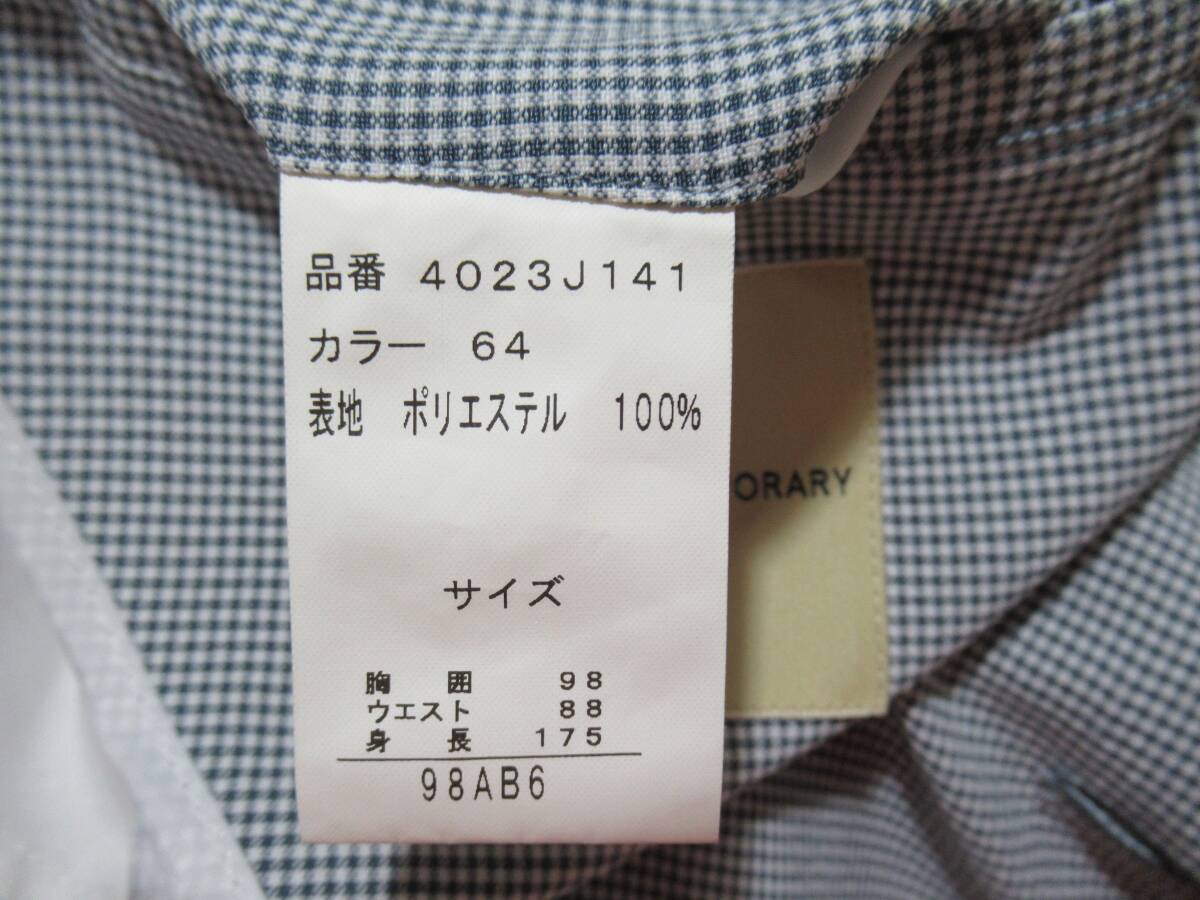 品番 4023J141
カラー 64
表地 ポリエステル 100%
サイズ
胸囲 98
ウエスト 88
身長 175
98AB6
ORARY